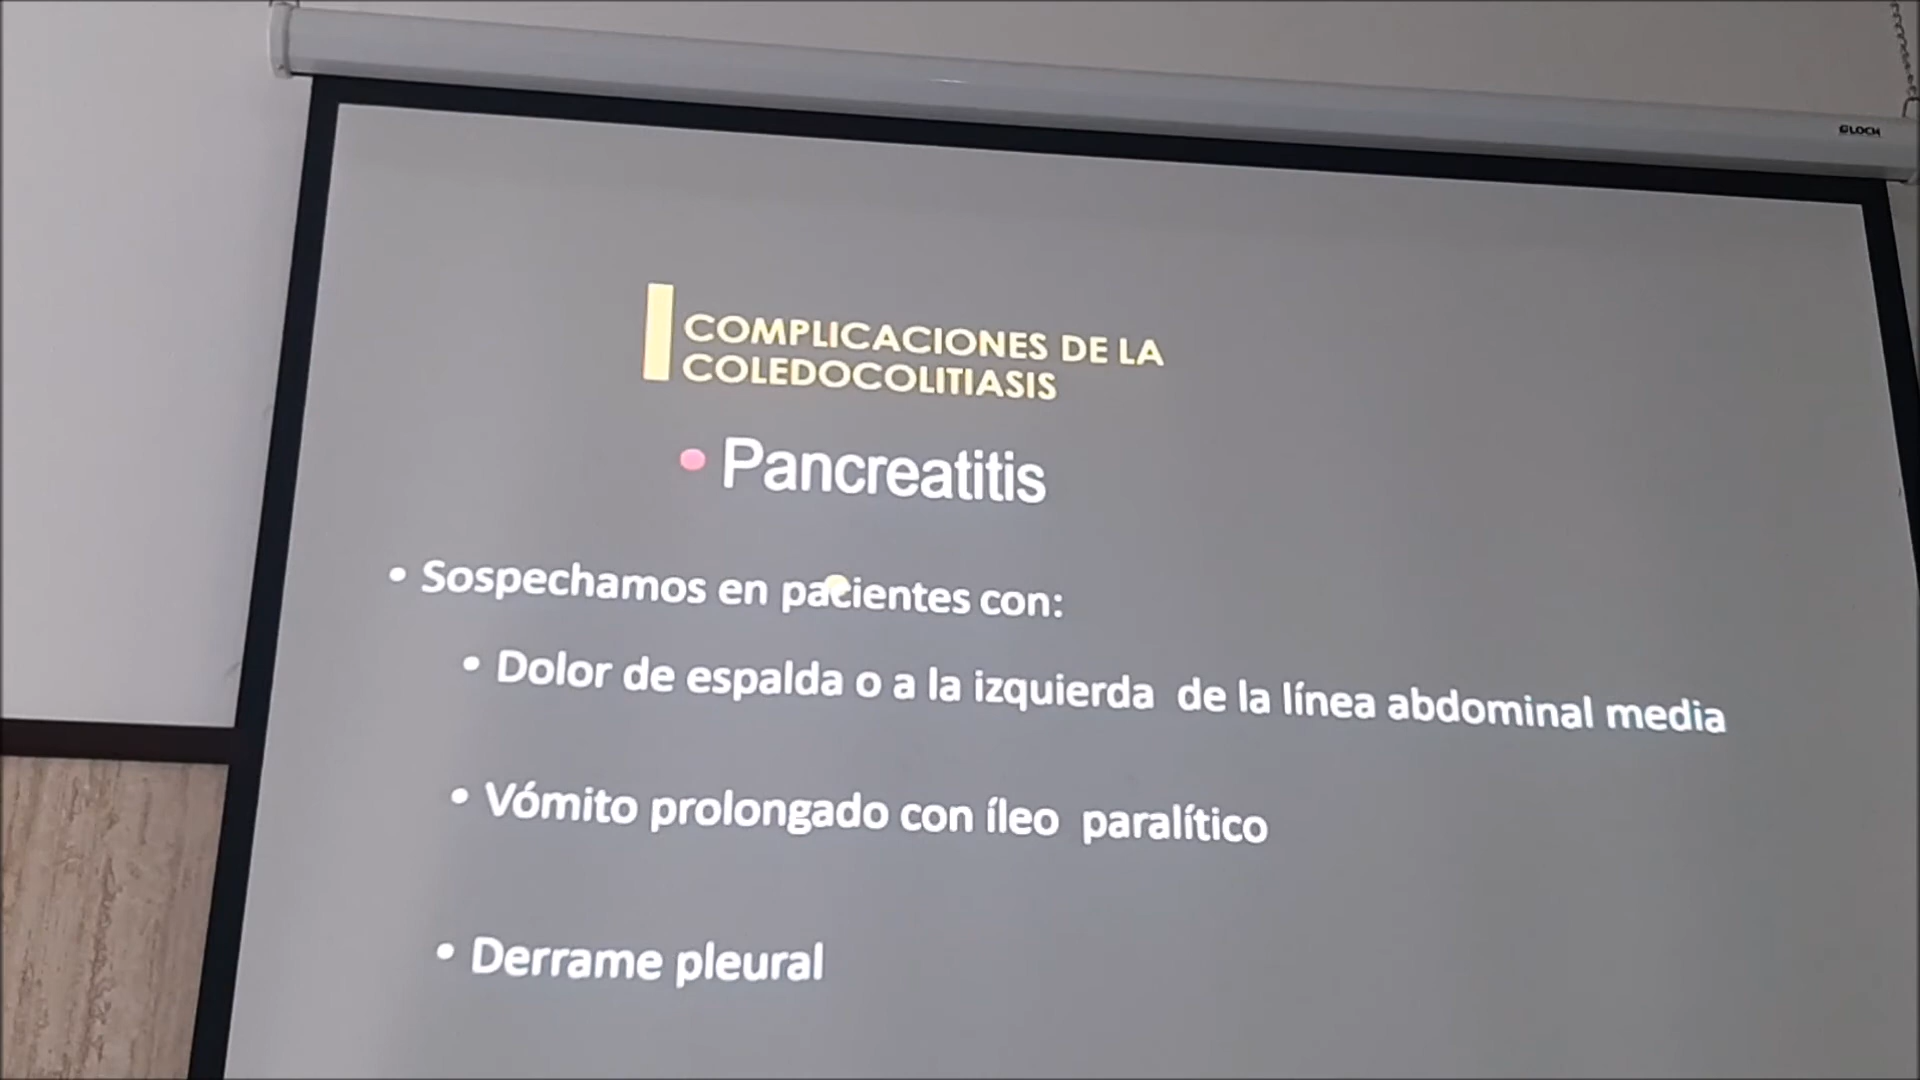 GLOCH
COMPLICACIONES DE LA
COLEDOCOLITIASIS
• Pancreatitis
• Sospechamos en pacientes con:
• Dolor de espalda o a la izquierda de la línea abdominal media
• Vómito prolongado con íleo paralítico
• Derrame pleural